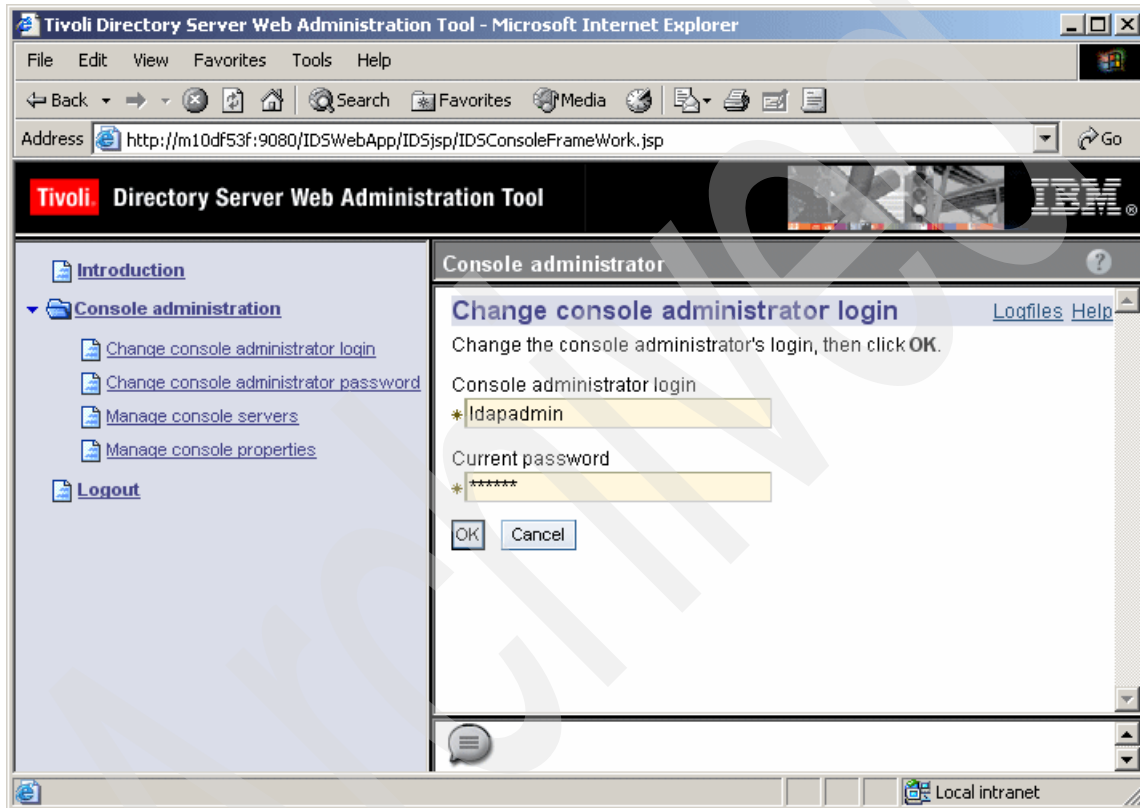 Tivoli Directory Server Web Administration Tool - Microsoft Internet Explorer
File Edit View Favorites Tools Help
Back Search Favorites Media
Address http://m10df53f:9080/IDSWebApp/IDSjsp/IDSConsoleFrameWork.jsp Go
Tivoli. Directory Server Web Administration Tool IBM®
Introduction
Console administration
Change console administrator login
Change console administrator password
Manage console servers
Manage console properties
Logout
Console administrator ?
Change console administrator login Logfiles Help
Change the console administrator's login, then click OK.
Console administrator login
* ldapadmin
Current password
* ******
OK Cancel
Local intranet
Archived